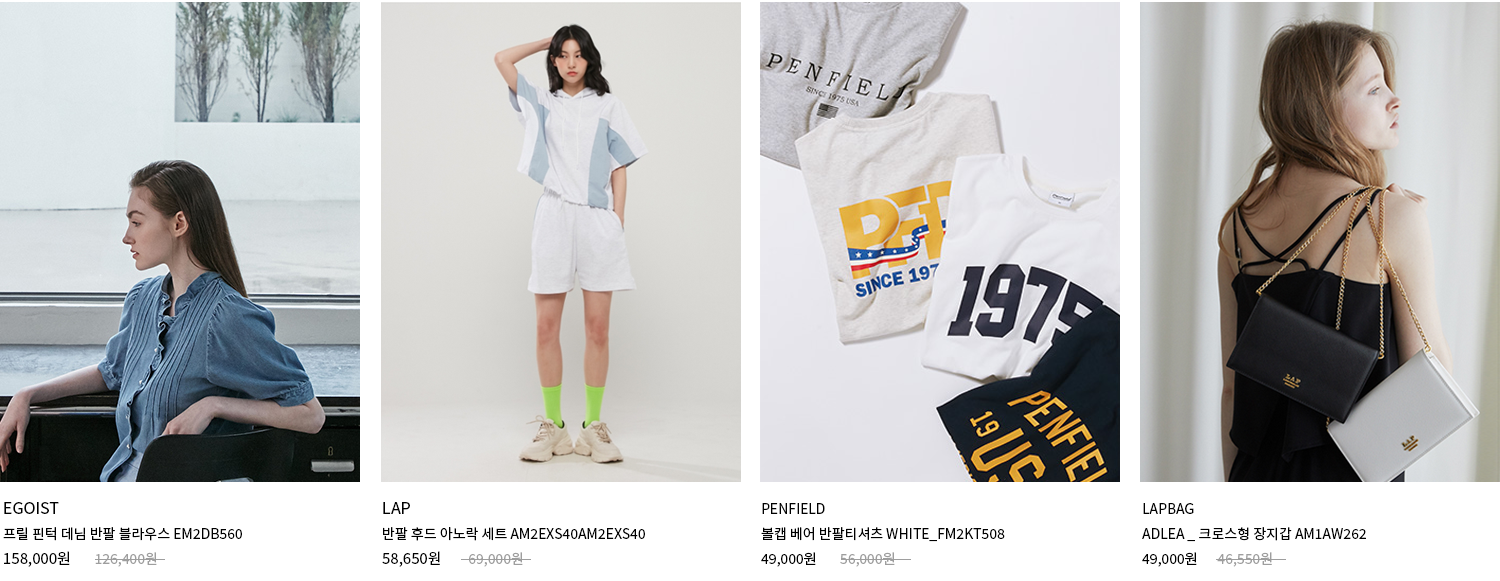 PENFIELD
SINCE 1975 USA
SINCE 197
1975
PENFIEL
19
US
LAP
LAP
EGOIST
프릴 핀턱 데님 반팔 블라우스 EM2DB560
158,000원 126,400원
LAP
반팔 후드 아노락 세트 AM2EXS40AM2EXS40
58,650원 69,000원
PENFIELD
볼캡 베어 반팔티셔츠 WHITE_FM2KT508
49,000원 56,000원
LAPBAG
ADLEA _ 크로스형 장지갑 AM1AW262
49,000원 46,550원